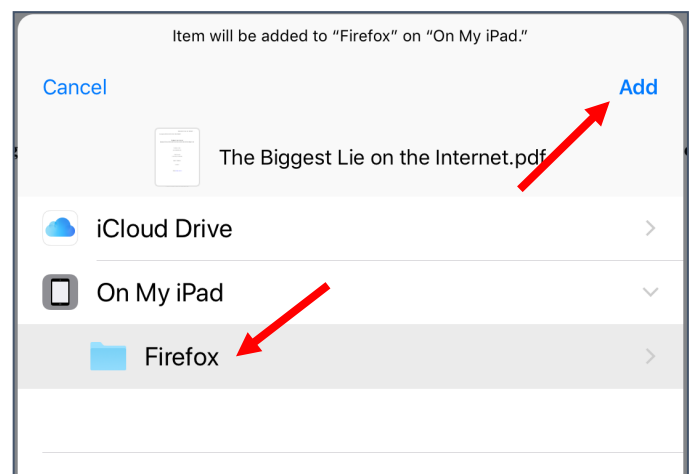 Item will be added to “Firefox” on “On My iPad.”
Cancel
Add
The Biggest Lie on the Internet.pdf
iCloud Drive
On My iPad
Firefox